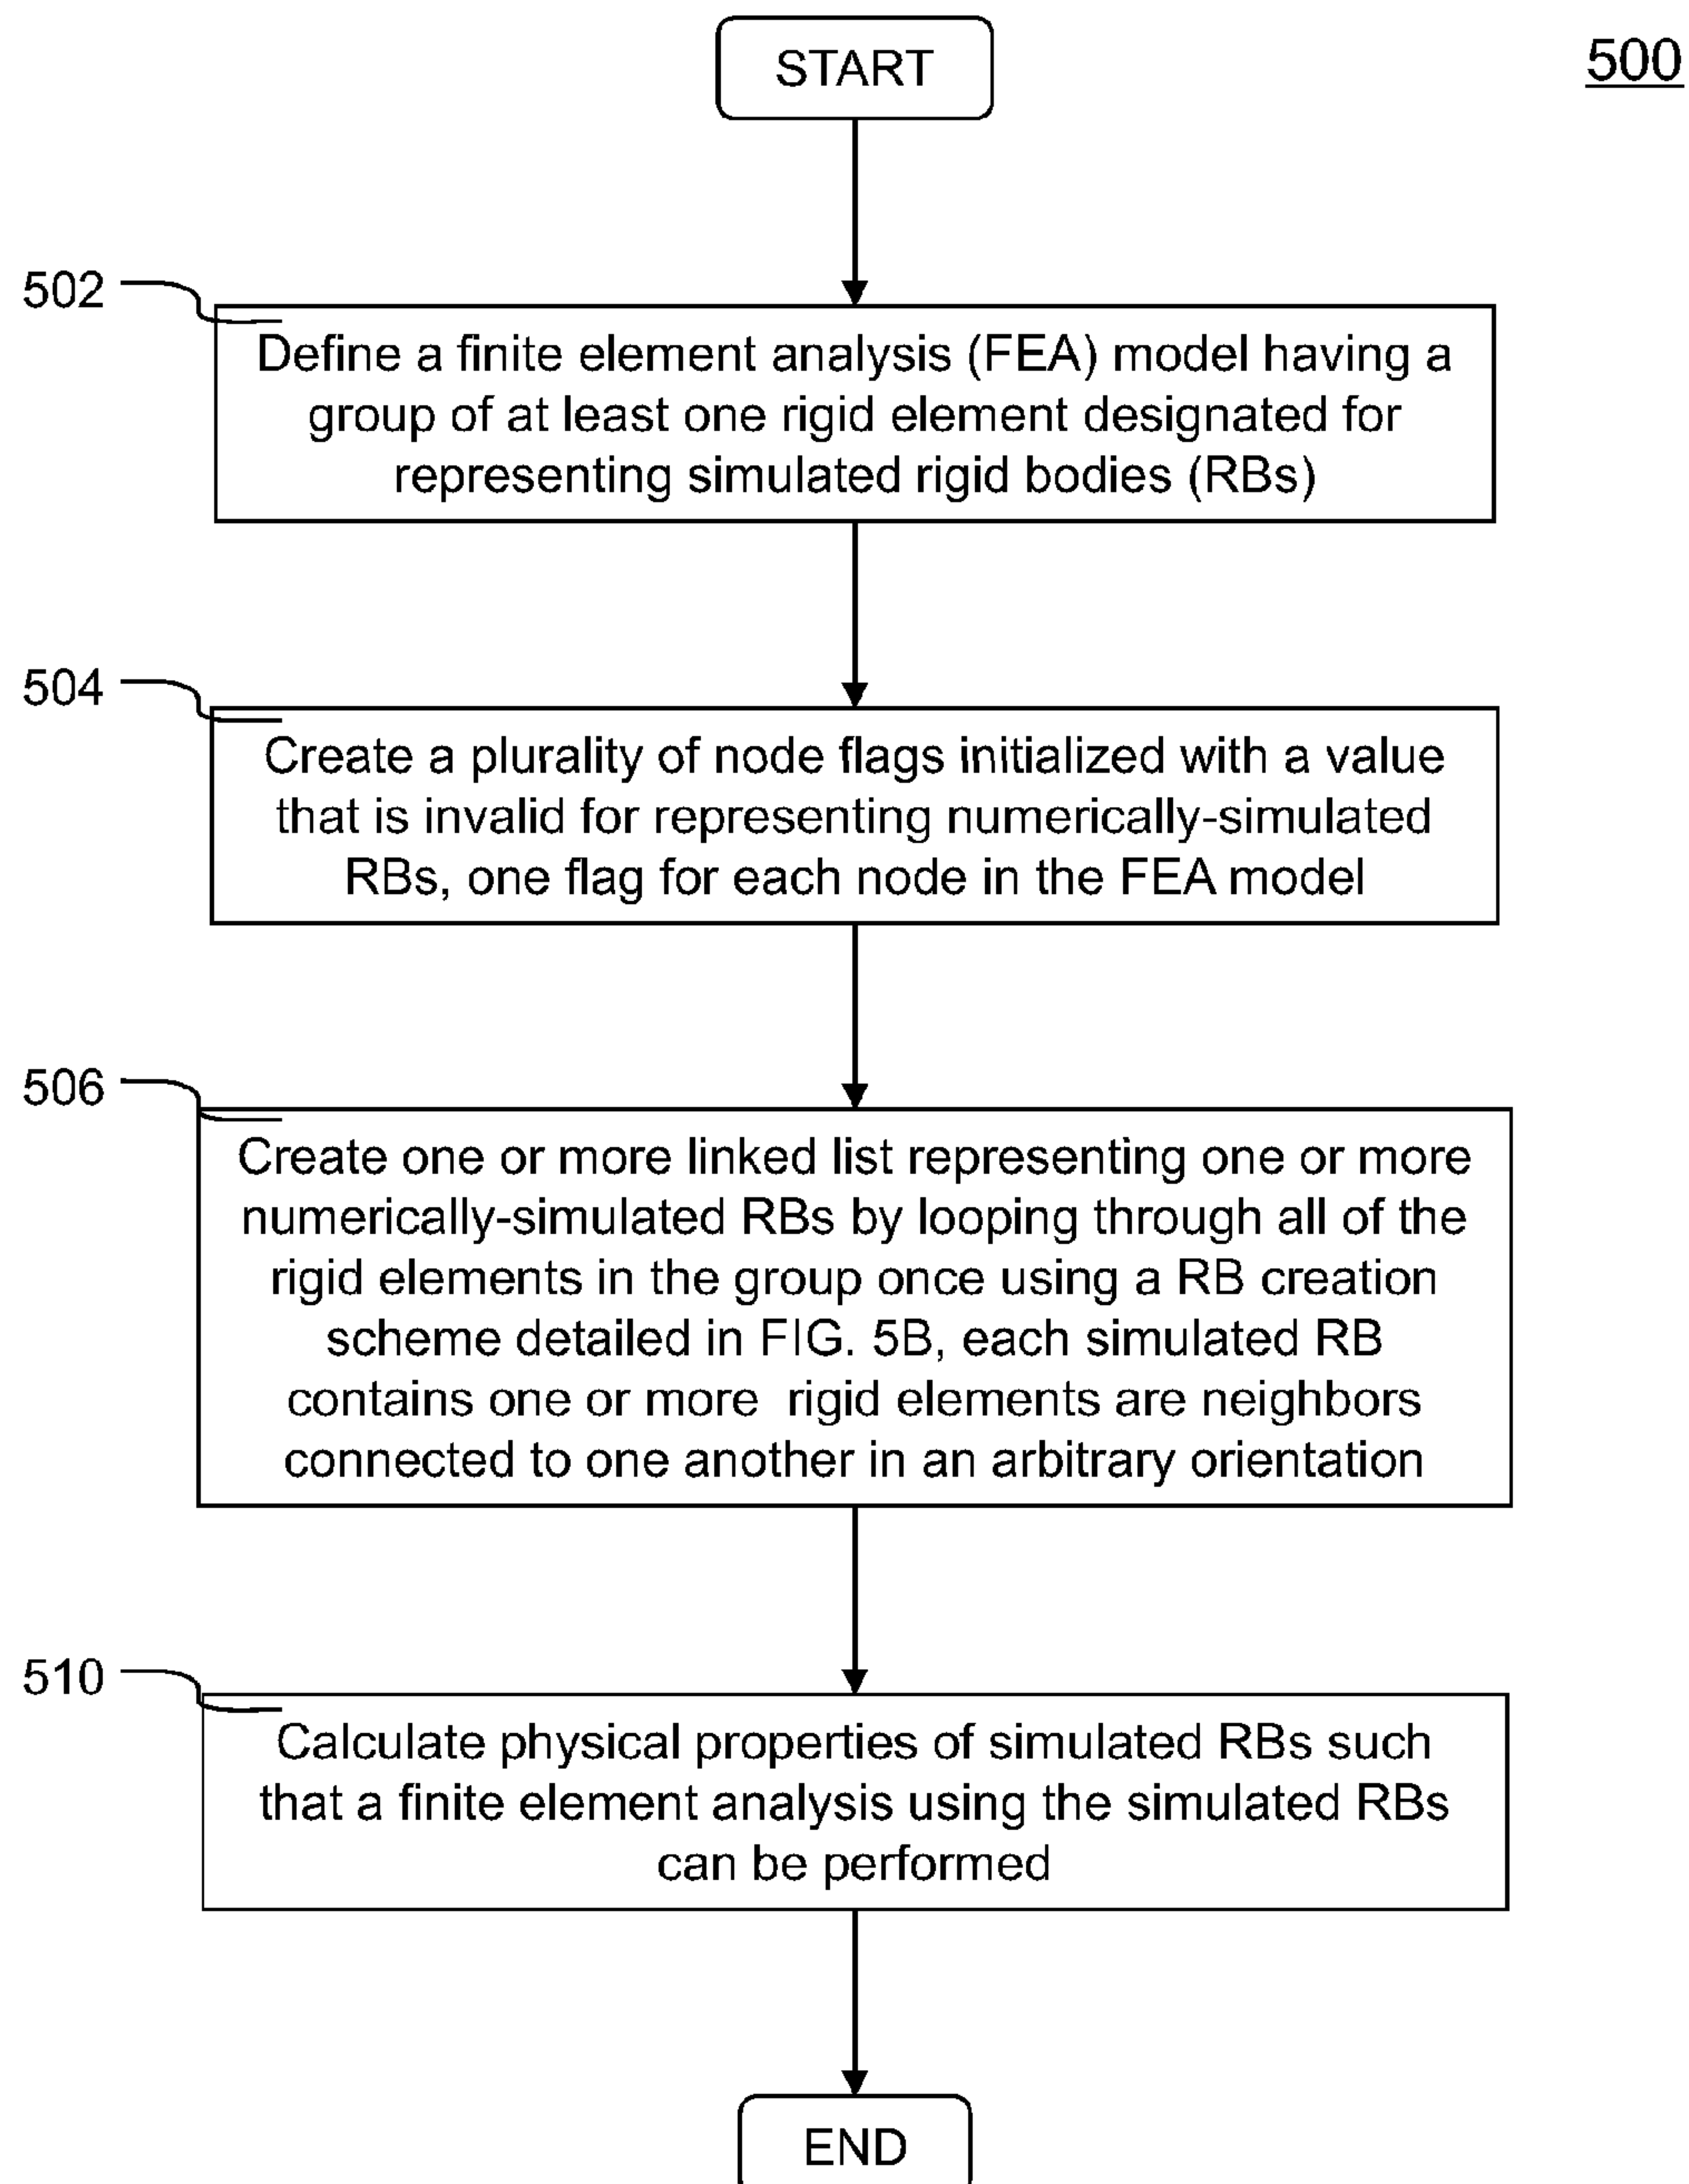 START
500
502
Define a finite element analysis (FEA) model having a
group of at least one rigid element designated for
representing simulated rigid bodies (RBs)
504
Create a plurality of node flags initialized with a value
that is invalid for representing numerically-simulated
RBs, one flag for each node in the FEA model
506
Create one or more linked list representing one or more
numerically-simulated RBs by looping through all of the
rigid elements in the group once using a RB creation
scheme detailed in FIG. 5B, each simulated RB
contains one or more rigid elements are neighbors
connected to one another in an arbitrary orientation
510
Calculate physical properties of simulated RBs such
that a finite element analysis using the simulated RBs
can be performed
END